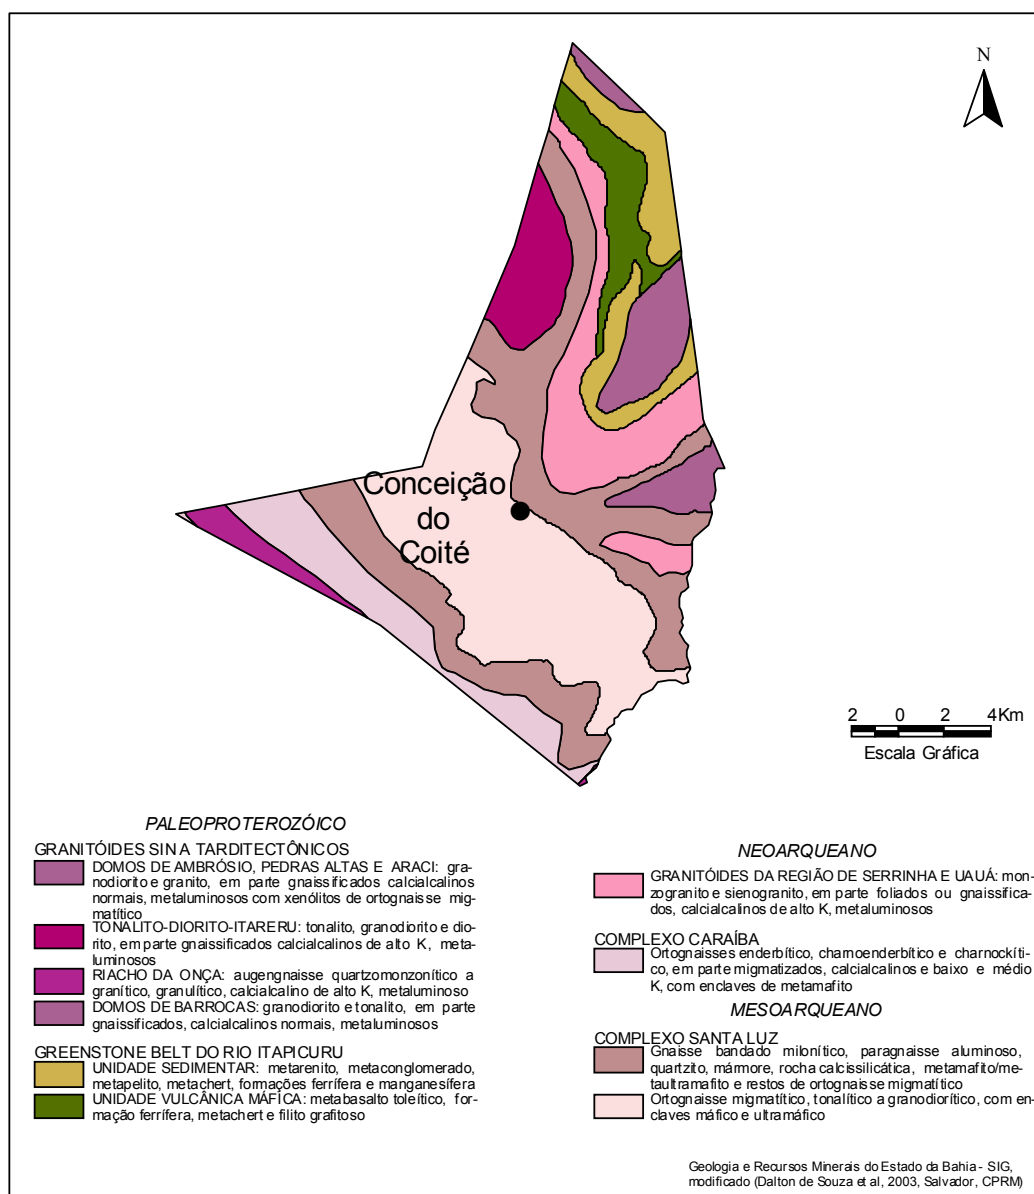 N
Conceição
do
Coité
2 0 2 4Km
Escala Gráfica
PALEOPROTEROZÓICO
GRANITÓIDES SIN A TARDITECTÔNICOS
DOMOS DE AMBRÓSIO, PEDRAS ALTAS E ARACI: gra-
nodiorito e granito, em parte gnaissificados calcialcalinos
normais, metaluminosos com xenólitos de ortognaisse mig-
matítico
TONALITO-DIORITO-ITARERU: tonalito, granodiorito e dio-
rito, em parte gnaissificados calcialcalinos de alto K, meta-
luminosos
RIACHO DA ONÇA: augengnaisse quartzomonzonítico a
granítico, granulítico, calcialcalino de alto K, metaluminoso
DOMOS DE BARROCAS: granodiorito e tonalito, em parte
gnaissificados, calcialcalinos normais, metaluminosos
GREENSTONE BELT DO RIO ITAPICURU
UNIDADE SEDIMENTAR: metarenito, metaconglomerado,
metapelito, metachert, formações ferrífera e manganesífera
UNIDADE VULCÂNICA MÁFICA: metabasalto toleítico, for-
mação ferrífera, metachert e filito grafitoso
NEOARQUEANO
GRANITÓIDES DA REGIÃO DE SERRINHA E UAUÁ: mon-
zogranito e sienogranito, em parte foliados ou gnaissifica-
dos, calcialcalinos de alto K, metaluminosos
COMPLEXO CARAÍBA
Ortognaisses enderbítico, charnoenderbítico e charnockíti-
co, em parte migmatizados, calcialcalinos e baixo e médio
K, com enclaves de metamafito
MESOARQUEANO
COMPLEXO SANTA LUZ
Gnaisse bandado milonítico, paragnaisse aluminoso,
quartzito, mármore, rocha calcissilicática, metamafito/me-
taultramafito e restos de ortognaisse migmatítico
Ortognaisse migmatítico, tonalítico a granodiorítico, com en-
claves máfico e ultramáfico
Geologia e Recursos Minerais do Estado da Bahia - SIG,
modificado (Dalton de Souza et al, 2003, Salvador, CPRM)